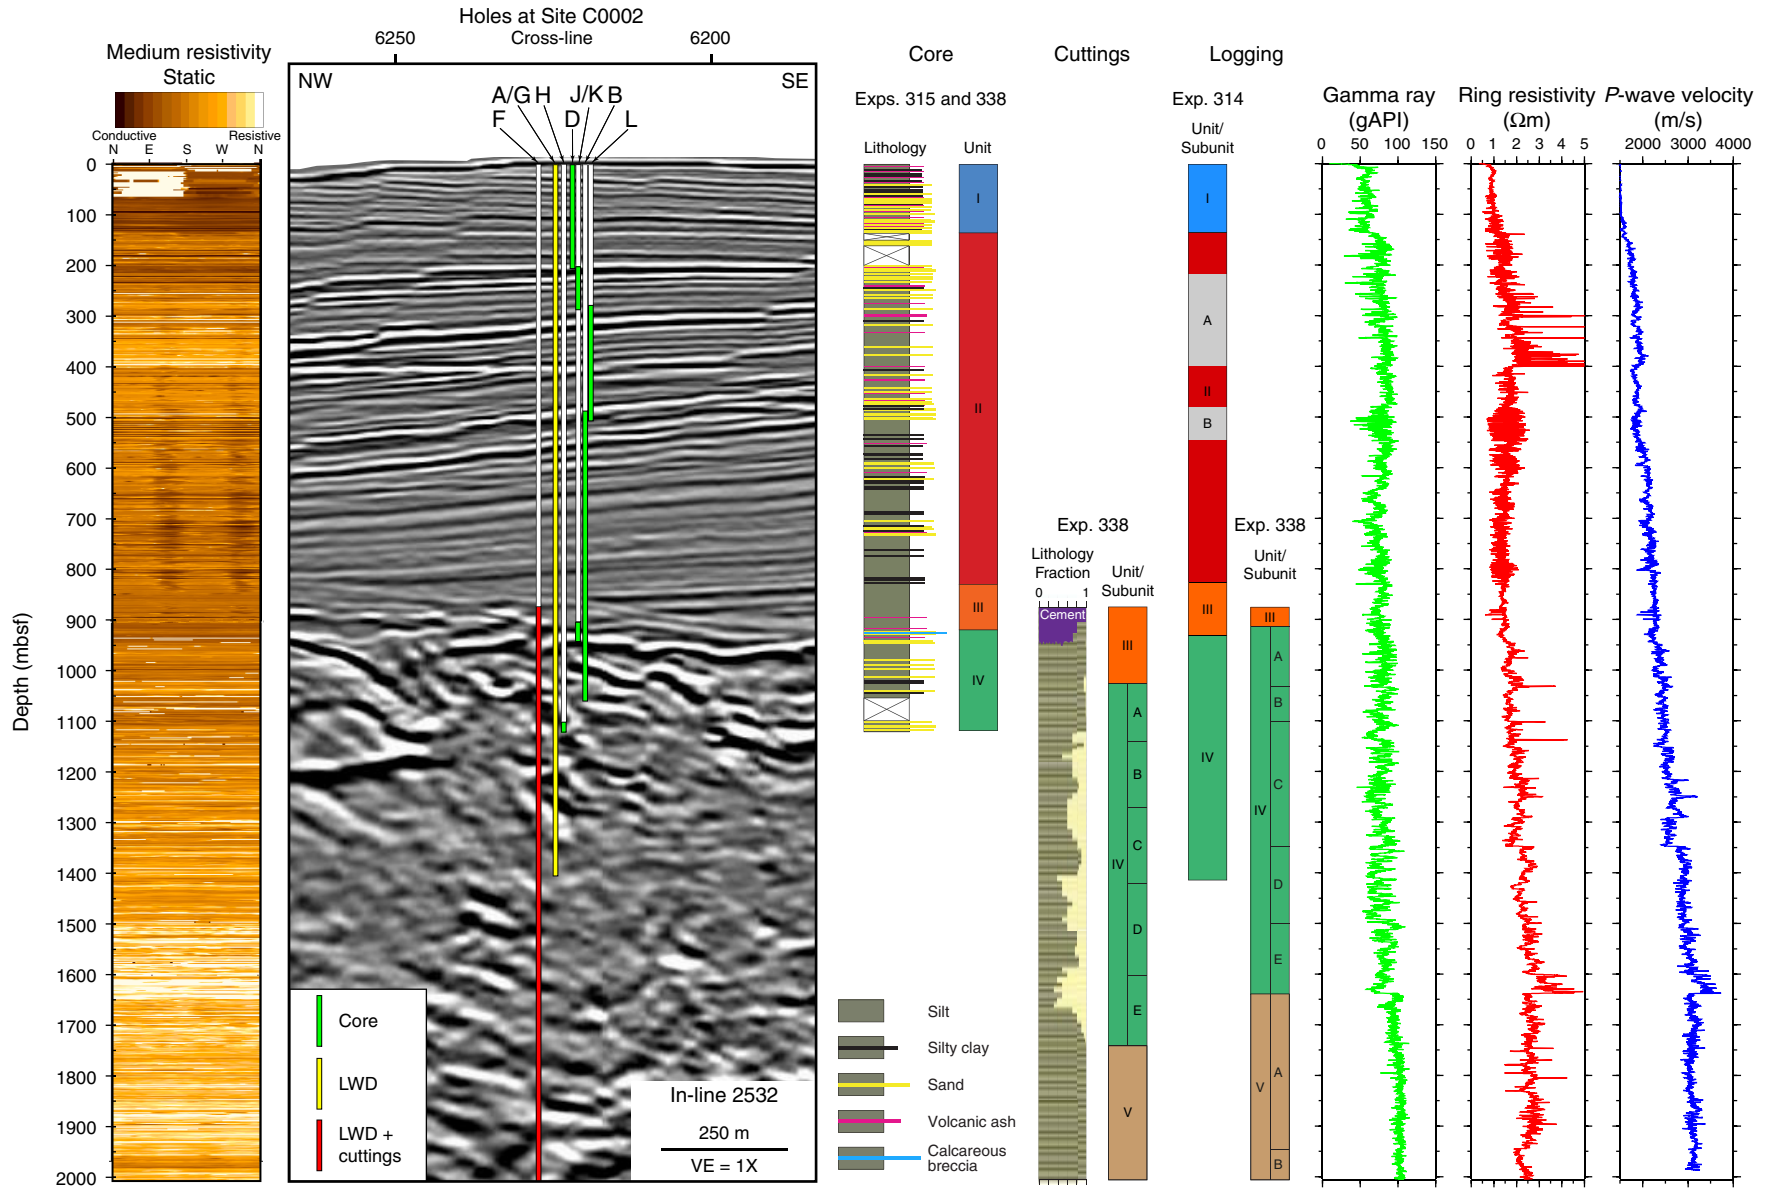 Holes at Site C0002
6250
Cross-line
6200
Medium resistivity
Static
Conductive
Resistive
N E S W N
NW
SE
A/G H J/K B
F D L
Depth (mbsf)
0
100
200
300
400
500
600
700
800
900
1000
1100
1200
1300
1400
1500
1600
1700
1800
1900
2000
Core
LWD
LWD +
cuttings
In-line 2532
250 m
VE = 1X
Core
Exps. 315 and 338
Lithology
Unit
I
II
III
IV
Silt
Silty clay
Sand
Volcanic ash
Calcareous
breccia
Cuttings
Exp. 338
Lithology
Fraction
0 1
Cement
Unit/
Subunit
III
IV
A
B
C
D
E
V
Logging
Exp. 314
Unit/
Subunit
I
A
II
B
III
IV
Exp. 338
Unit/
Subunit
III
IV
A
B
C
D
E
V
A
B
Gamma ray
(gAPI)
0 50 100 150
Ring resistivity
(Ωm)
0 1 2 3 4 5
P-wave velocity
(m/s)
2000 3000 4000